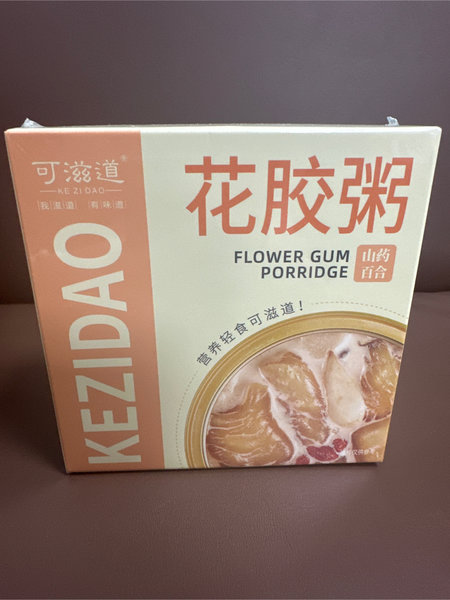 可滋道®
KE ZI DAO
我滋道 有味道
KEZIDAO
花胶粥
FLOWER GUM
PORRIDGE
山药
百合
营养轻食可滋道！